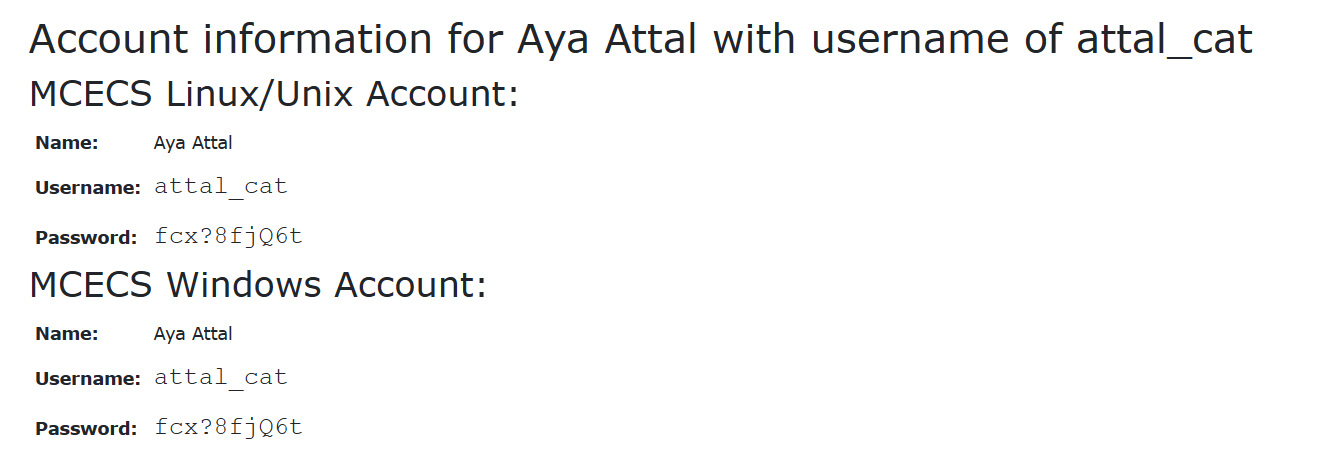 Account information for Aya Attal with username of attal_cat
MCECS Linux/Unix Account:
Name: Aya Attal
Username: attal_cat
Password: fcx?8fjQ6t
MCECS Windows Account:
Name: Aya Attal
Username: attal_cat
Password: fcx?8fjQ6t